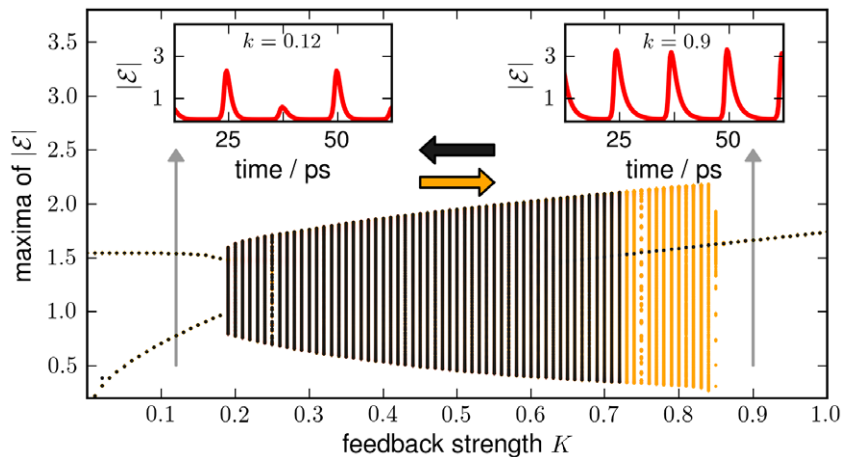 3.5
3.0
2.5
2.0
1.5
1.0
0.5
maxima of |ℰ|
0.1 0.2 0.3 0.4 0.5 0.6 0.7 0.8 0.9 1.0
feedback strength K
k = 0.12
|ℰ|
3
1
25 50
time / ps
k = 0.9
|ℰ|
3
1
25 50
time / ps